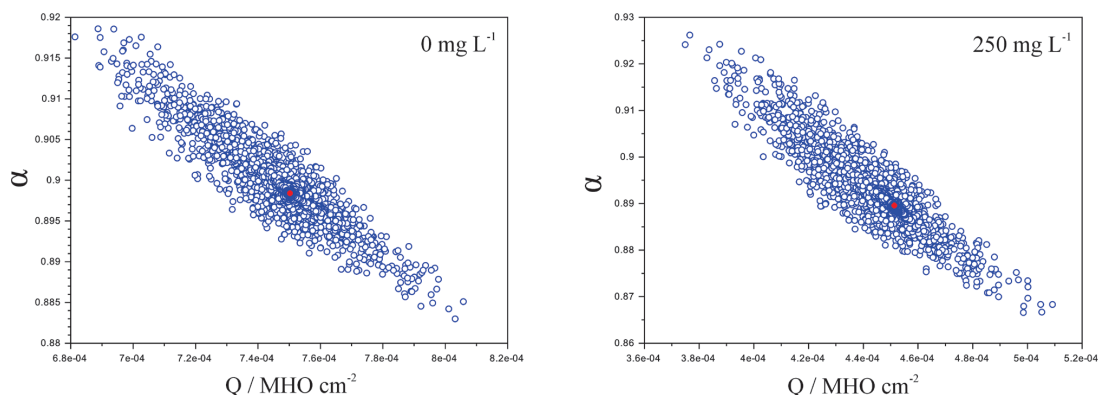 0.92
0.915
0.91
0.905
0.9
0.895
0.89
0.885
0.88
α
0 mg L⁻¹
6.8e-04 7e-04 7.2e-04 7.4e-04 7.6e-04 7.8e-04 8e-04 8.2e-04
Q / MHO cm⁻²
0.93
0.92
0.91
0.9
0.89
0.88
0.87
0.86
α
250 mg L⁻¹
3.6e-04 4e-04 4.2e-04 4.4e-04 4.6e-04 4.8e-04 5e-04 5.2e-04
Q / MHO cm⁻²